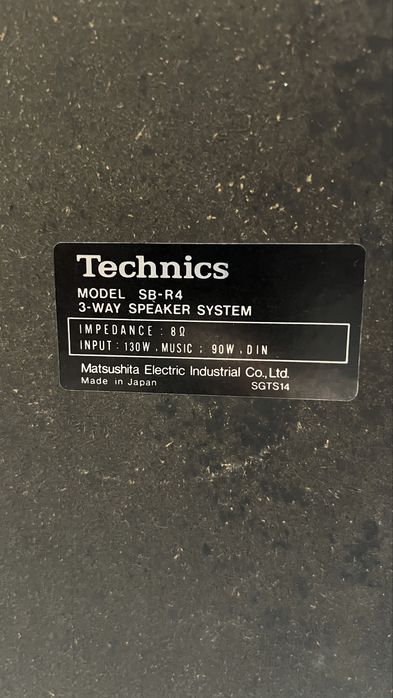 Technics
MODEL SB-R4
3-WAY SPEAKER SYSTEM
IMPEDANCE : 8Ω
INPUT : 130W . MUSIC ; 90W . DIN
Matsushita Electric Industrial Co., Ltd.
Made in Japan SGTS14